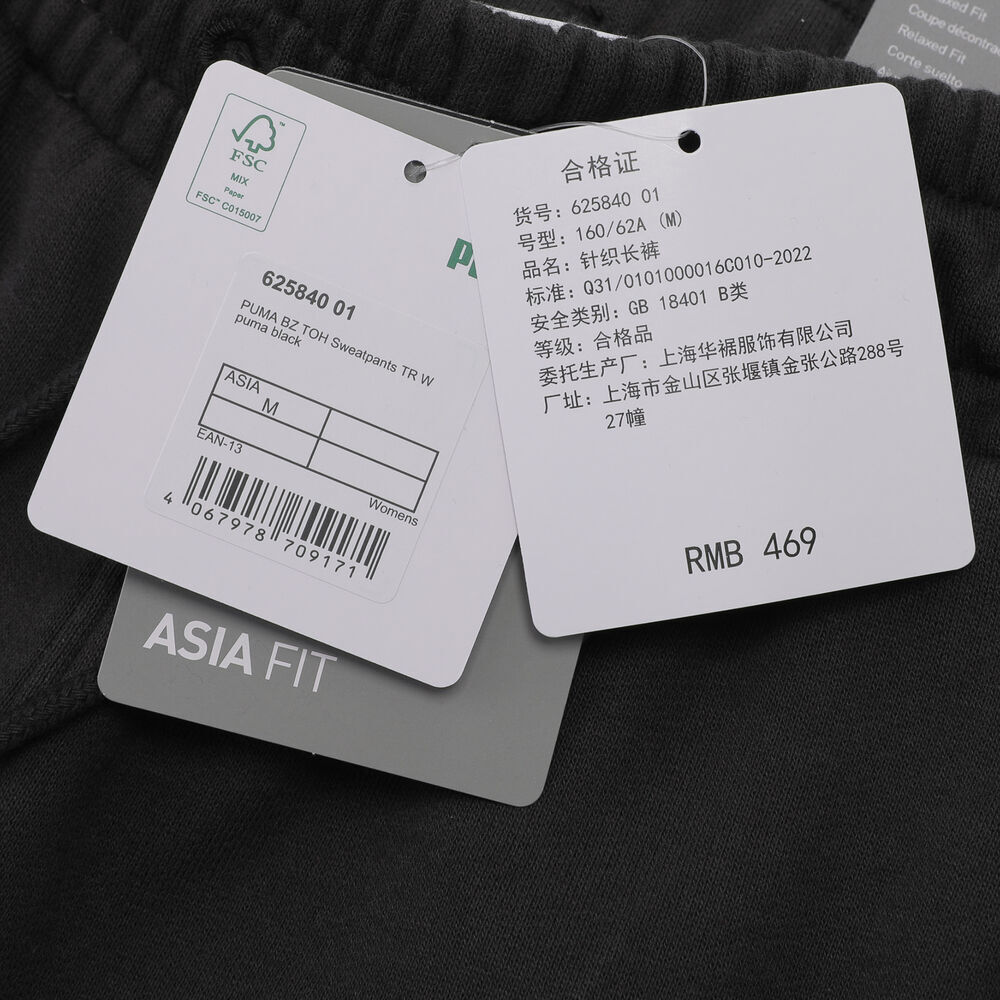 FSC™
MIX
Paper
FSC™ C015007
625840 01
PUMA BZ TOH Sweatpants TR W
puma black
ASIA
M
EAN-13
Womens
4 067978 709171
ASIA FIT
合格证
货号: 625840 01
号型: 160/62A (M)
品名: 针织长裤
标准: Q31/0101000016C010-2022
安全类别: GB 18401 B类
等级: 合格品
委托生产厂: 上海华裾服饰有限公司
厂址: 上海市金山区张堰镇金张公路288号
27幢
RMB 469
Relaxed Fit
Corte suelto